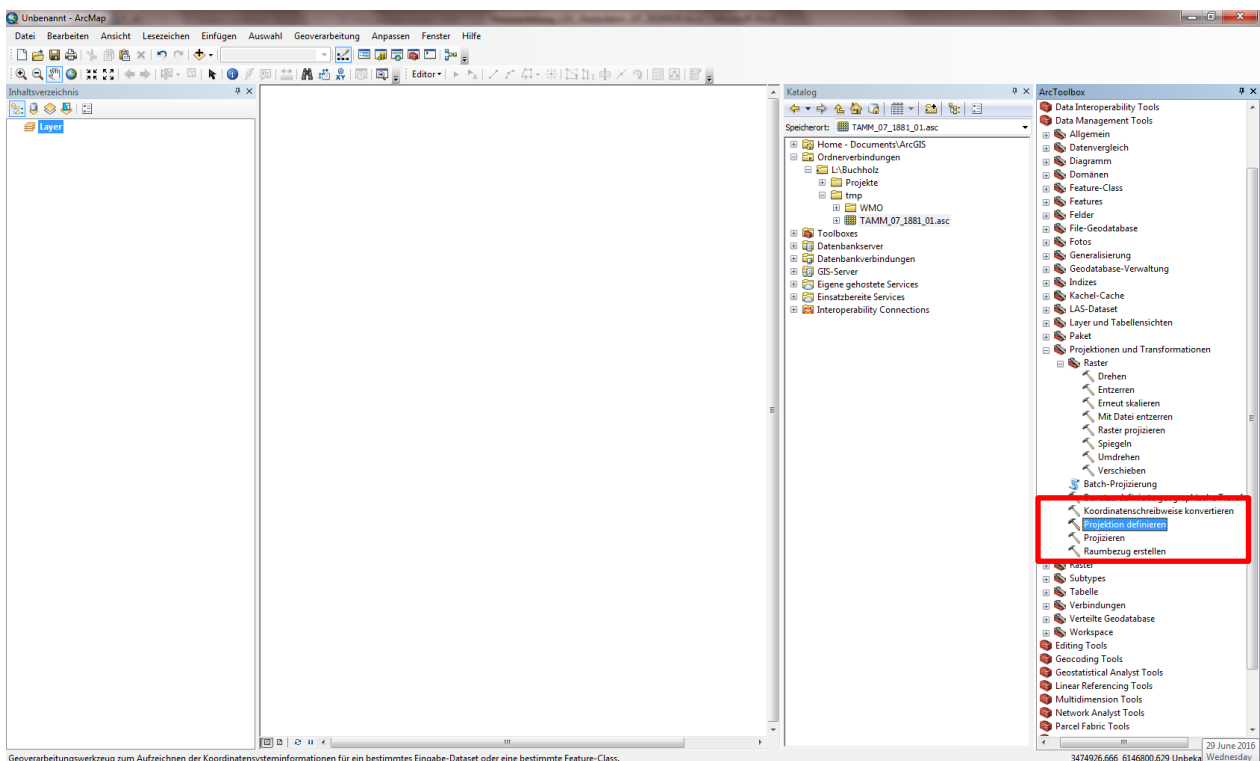 Unbenannt - ArcMap
Datei Bearbeiten Ansicht Lesezeichen Einfügen Auswahl Geoverarbeitung Anpassen Fenster Hilfe
Editor
Inhaltsverzeichnis
Layer
Katalog
Speicherort: TAMM_07_1881_01.asc
Home - Documents\ArcGIS
Ordnerverbindungen
L:\Buchholz
Projekte
tmp
WMO
TAMM_07_1881_01.asc
Toolboxes
Datenbankserver
Datenbankverbindungen
GIS-Server
Eigene gehostete Services
Einsatzbereite Services
Interoperability Connections
ArcToolbox
Data Interoperability Tools
Data Management Tools
Allgemein
Datenvergleich
Diagramm
Domänen
Feature-Class
Features
Felder
File-Geodatabase
Fotos
Generalisierung
Geodatabase-Verwaltung
Indizes
Kachel-Cache
LAS-Dataset
Layer und Tabellensichten
Paket
Projektionen und Transformationen
Raster
Drehen
Entzerren
Erneut skalieren
Mit Datei entzerren
Raster projizieren
Spiegeln
Umdrehen
Verschieben
Batch-Projizierung
Koordinatenschreibweise konvertieren
Projektion definieren
Projizieren
Raumbezug erstellen
Raster
Subtypes
Tabelle
Verbindungen
Verteilte Geodatabase
Workspace
Editing Tools
Geocoding Tools
Geostatistical Analyst Tools
Linear Referencing Tools
Multidimension Tools
Network Analyst Tools
Parcel Fabric Tools
Geoverarbeitungswerkzeug zum Aufzeichnen der Koordinatensysteminformationen für ein bestimmtes Eingabe-Dataset oder eine bestimmte Feature-Class.
3474926,666 6146800,629 Unbeka
29 June 2016
Wednesday